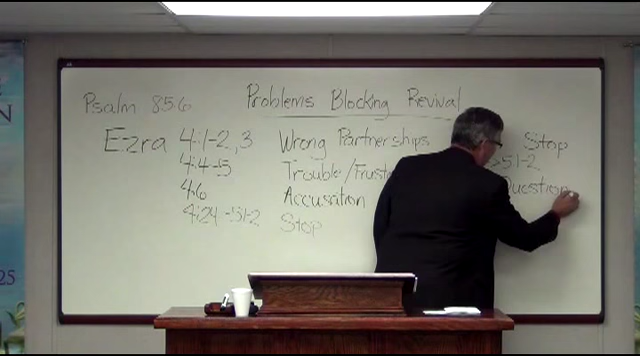 Psalm 85:6 Problems Blocking Revival
Ezra 4:1-2, 3 Wrong Partnerships Stop
4:4-5 Trouble/Frust 5:1-2
4:6 Accusation Question
4:24 - 5:1-2 Stop
25